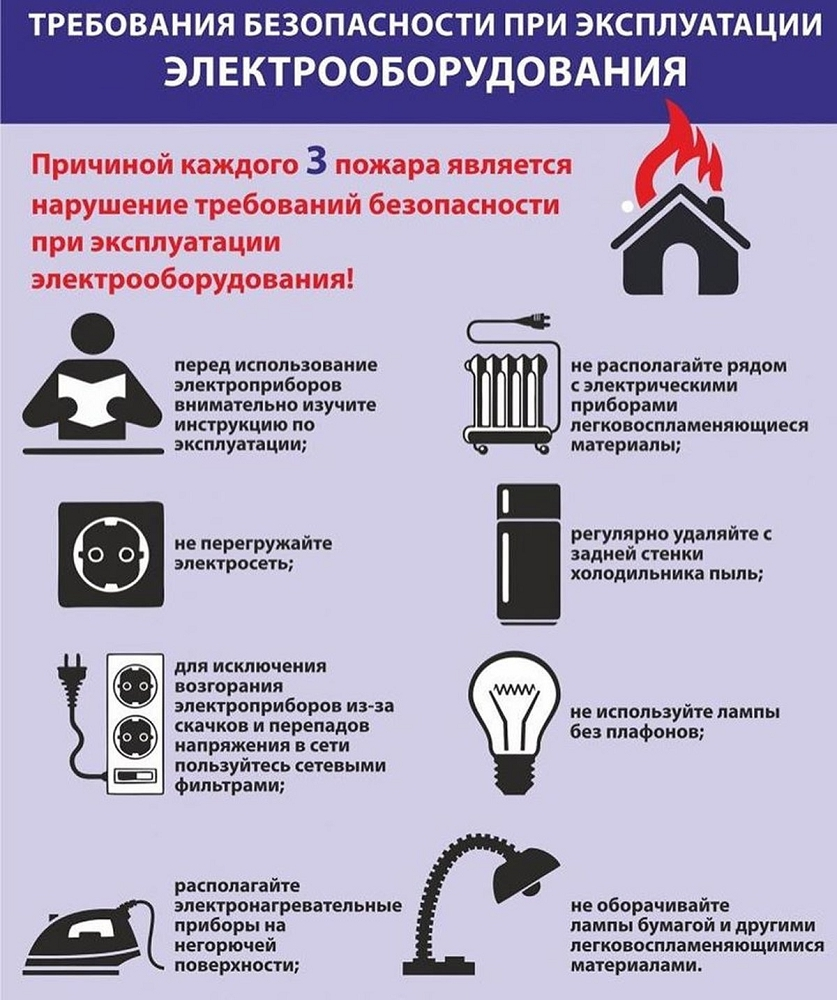 ТРЕБОВАНИЯ БЕЗОПАСНОСТИ ПРИ ЭКСПЛУАТАЦИИ
ЭЛЕКТРООБОРУДОВАНИЯ
Причиной каждого 3 пожара является
нарушение требований безопасности
при эксплуатации
электрооборудования!
перед использование
электроприборов
внимательно изучите
инструкцию по
эксплуатации;
не располагайте рядом
с электрическими
приборами
легковоспламеняющиеся
материалы;
не перегружайте
электросеть;
регулярно удаляйте с
задней стенки
холодильника пыль;
для исключения
возгорания
электроприборов из-за
скачков и перепадов
напряжения в сети
пользуйтесь сетевыми
фильтрами;
не используйте лампы
без плафонов;
располагайте
электронагревательные
приборы на
негорючей
поверхности;
не оборачивайте
лампы бумагой и другими
легковоспламеняющимися
материалами.